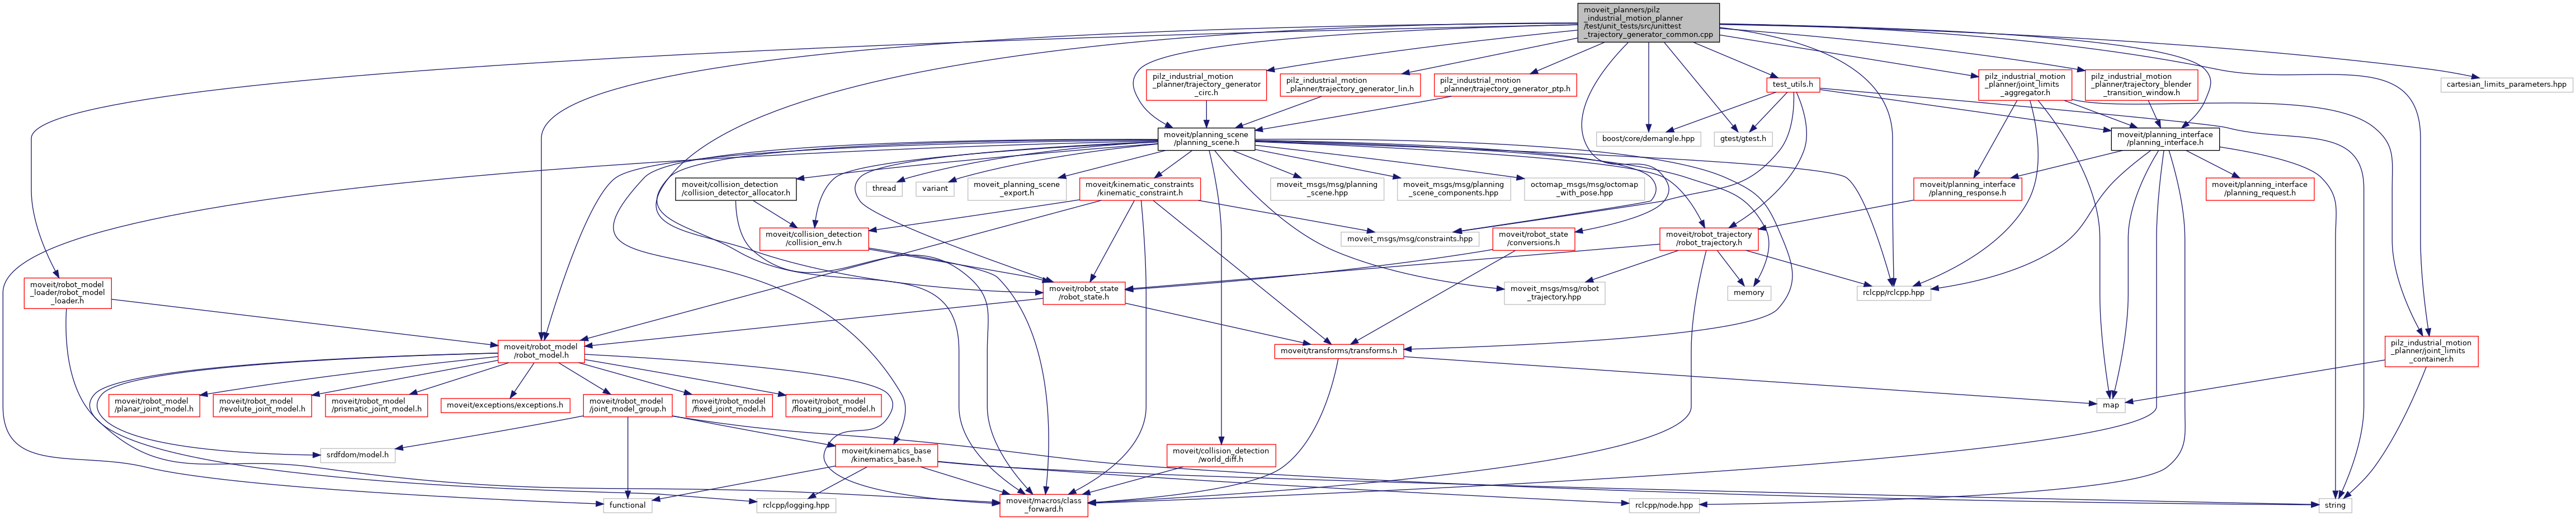 moveit_planners/pilz
_industrial_motion_planner
/test/unit_tests/src/unittest
_trajectory_generator_common.cpp
pilz_industrial_motion
_planner/trajectory_generator
_circ.h
pilz_industrial_motion
_planner/trajectory_generator_lin.h
pilz_industrial_motion
_planner/trajectory_generator_ptp.h
test_utils.h
pilz_industrial_motion
_planner/joint_limits
_aggregator.h
pilz_industrial_motion
_planner/trajectory_blender
_transition_window.h
cartesian_limits_parameters.hpp
moveit/planning_scene
/planning_scene.h
boost/core/demangle.hpp
gtest/gtest.h
moveit/planning_interface
/planning_interface.h
moveit/collision_detection
/collision_detector_allocator.h
thread
variant
moveit_planning_scene
_export.h
moveit/kinematic_constraints
/kinematic_constraint.h
moveit_msgs/msg/planning
_scene.hpp
moveit_msgs/msg/planning
_scene_components.hpp
octomap_msgs/msg/octomap
_with_pose.hpp
moveit/planning_interface
/planning_response.h
moveit/planning_interface
/planning_request.h
moveit/collision_detection
/collision_env.h
moveit_msgs/msg/constraints.hpp
moveit/robot_state
/conversions.h
moveit/robot_trajectory
/robot_trajectory.h
moveit/robot_model
_loader/robot_model
_loader.h
moveit/robot_state
/robot_state.h
moveit_msgs/msg/robot
_trajectory.hpp
memory
rclcpp/rclcpp.hpp
moveit/robot_model
/robot_model.h
moveit/transforms/transforms.h
pilz_industrial_motion
_planner/joint_limits
_container.h
moveit/robot_model
/planar_joint_model.h
moveit/robot_model
/revolute_joint_model.h
moveit/robot_model
/prismatic_joint_model.h
moveit/exceptions/exceptions.h
moveit/robot_model
/joint_model_group.h
moveit/robot_model
/fixed_joint_model.h
moveit/robot_model
/floating_joint_model.h
map
srdfdom/model.h
moveit/kinematics_base
/kinematics_base.h
moveit/collision_detection
/world_diff.h
functional
rclcpp/logging.hpp
moveit/macros/class
_forward.h
rclcpp/node.hpp
string